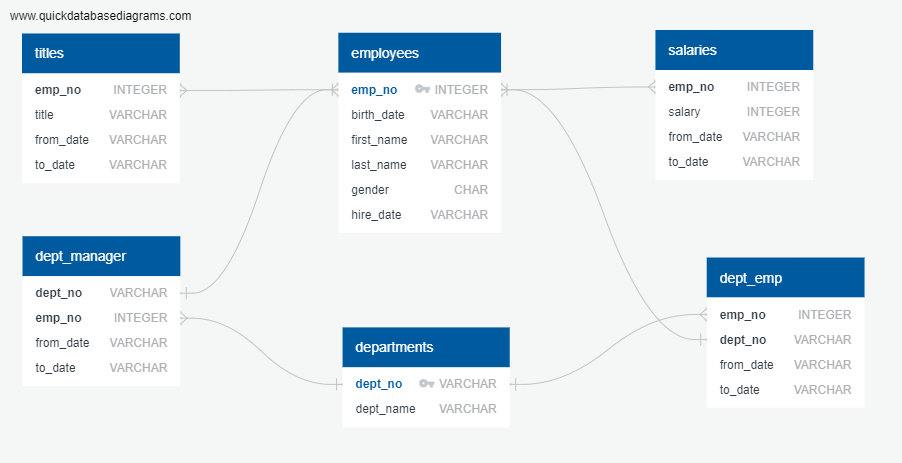 www.quickdatabasediagrams.com
titles
emp_no INTEGER
title VARCHAR
from_date VARCHAR
to_date VARCHAR
employees
emp_no INTEGER
birth_date VARCHAR
first_name VARCHAR
last_name VARCHAR
gender CHAR
hire_date VARCHAR
salaries
emp_no INTEGER
salary INTEGER
from_date VARCHAR
to_date VARCHAR
dept_manager
dept_no VARCHAR
emp_no INTEGER
from_date VARCHAR
to_date VARCHAR
departments
dept_no VARCHAR
dept_name VARCHAR
dept_emp
emp_no INTEGER
dept_no VARCHAR
from_date VARCHAR
to_date VARCHAR